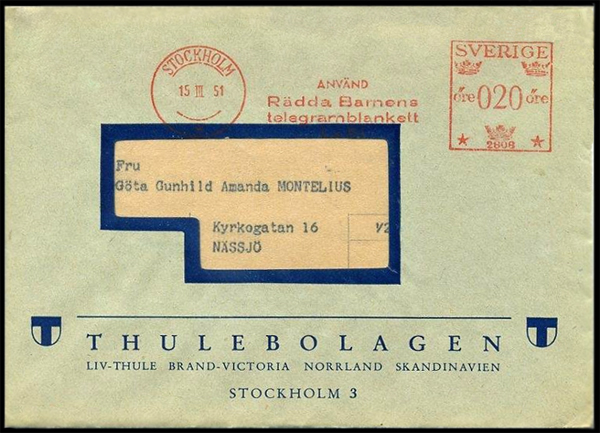 STOCKHOLM
15 III 51
ANVÄND
Rädda Barnens
telegramblankett
SVERIGE
öre 020 öre
2808
Fru
Göta Gunhild Amanda MONTELIUS
Kyrkogatan 16
NÄSSJÖ
V2
T T
THULEBOLAGEN
LIV-THULE BRAND-VICTORIA NORRLAND SKANDINAVIEN
STOCKHOLM 3